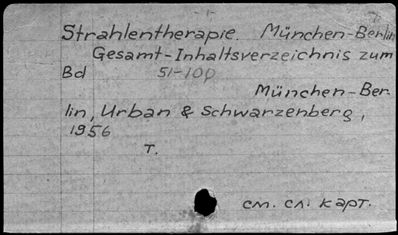 Strahlentherapie. München-Berlin
Gesamt-Inhaltsverzeichnis zum
Bd 51-100
München-Ber
lin, Urban & Schwarzenberg,
1956
T.
см. сл. карт.